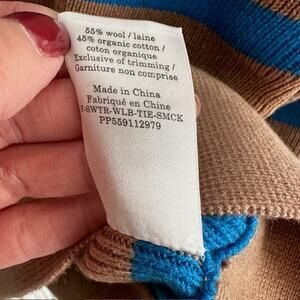 55% wool / laine
45% organic cotton /
coton organique
Exclusive of trimming /
Garniture non comprise
Made in China
Fabriqué en Chine
F-SWTR-WLB-TIE-SMCK
PP559112979